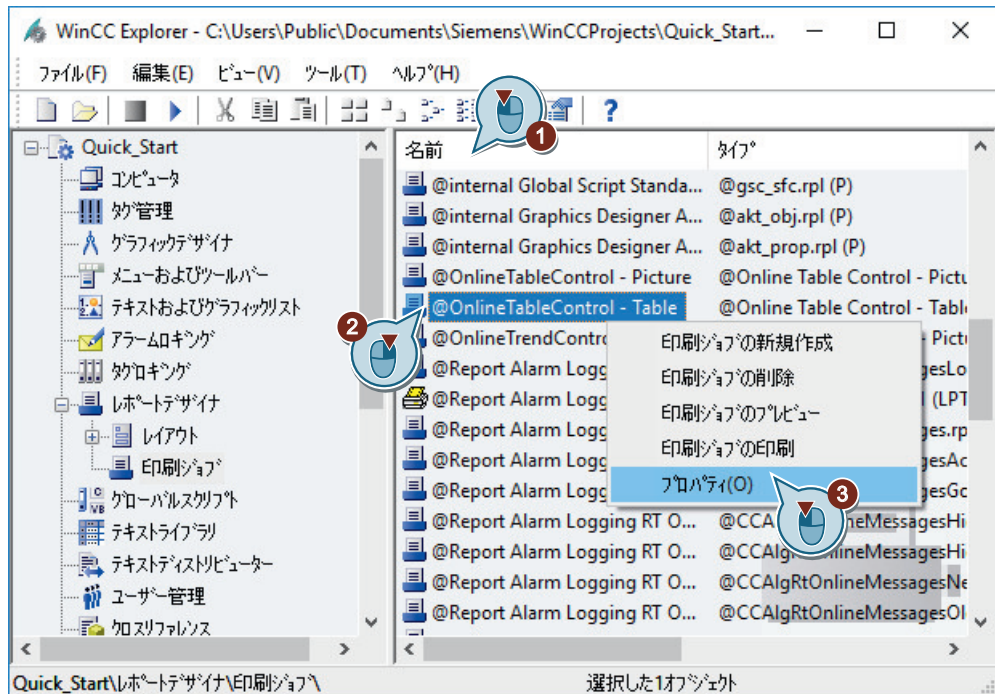 WinCC Explorer - C:\Users\Public\Documents\Siemens\WinCCProjects\Quick_Start...
ﾌｧｲﾙ(F) 編集(E) ﾋﾞｭｰ(V) ﾂｰﾙ(T) ﾍﾙﾌﾟ(H)
Quick_Start
ｺﾝﾋﾟｭｰﾀ
ﾀｸﾞ管理
ｸﾞﾗﾌｨｯｸﾃﾞｻﾞｲﾅ
ﾒﾆｭｰおよびﾂｰﾙﾊﾞｰ
ﾃｷｽﾄおよびｸﾞﾗﾌｨｯｸﾘｽﾄ
ｱﾗｰﾑﾛｷﾞﾝｸﾞ
ﾀｸﾞﾛｷﾞﾝｸﾞ
ﾚﾎﾟｰﾄﾃﾞｻﾞｲﾅ
ﾚｲｱｳﾄ
印刷ｼﾞｮﾌﾞ
ｸﾞﾛｰﾊﾞﾙｽｸﾘﾌﾟﾄ
ﾃｷｽﾄﾗｲﾌﾞﾗﾘ
ﾃｷｽﾄﾃﾞｨｽﾄﾘﾋﾞｭｰﾀｰ
ﾕｰｻﾞｰ管理
ｸﾛｽﾘﾌｧﾚﾝｽ
名前 ﾀｲﾌﾟ
1
@internal Global Script Standa... @gsc_sfc.rpl (P)
@internal Graphics Designer A... @akt_obj.rpl (P)
@internal Graphics Designer A... @akt_prop.rpl (P)
@OnlineTableControl - Picture @Online Table Control - Pictu
@OnlineTableControl - Table @Online Table Control - Tabl
2
@OnlineTrendContro Pictu
@Report Alarm Logg gesLo
@Report Alarm Logg (LPT
@Report Alarm Logg ges.rp
@Report Alarm Logg gesAc
@Report Alarm Logg gesGc
@Report Alarm Logging RT O... @CCAlgRtOnlineMessagesHi
@Report Alarm Logging RT O... @CCAlgRtOnlineMessagesHi
@Report Alarm Logging RT O... @CCAlgRtOnlineMessagesNe
@Report Alarm Logging RT O... @CCAlgRtOnlineMessagesOl
印刷ｼﾞｮﾌﾞの新規作成
印刷ｼﾞｮﾌﾞの削除
印刷ｼﾞｮﾌﾞのﾌﾟﾚﾋﾞｭｰ
印刷ｼﾞｮﾌﾞの印刷
ﾌﾟﾛﾊﾟﾃｨ(O)
3
Quick_Start\ﾚﾎﾟｰﾄﾃﾞｻﾞｲﾅ\印刷ｼﾞｮﾌﾞ\ 選択した1ｵﾌﾞｼﾞｪｸﾄ